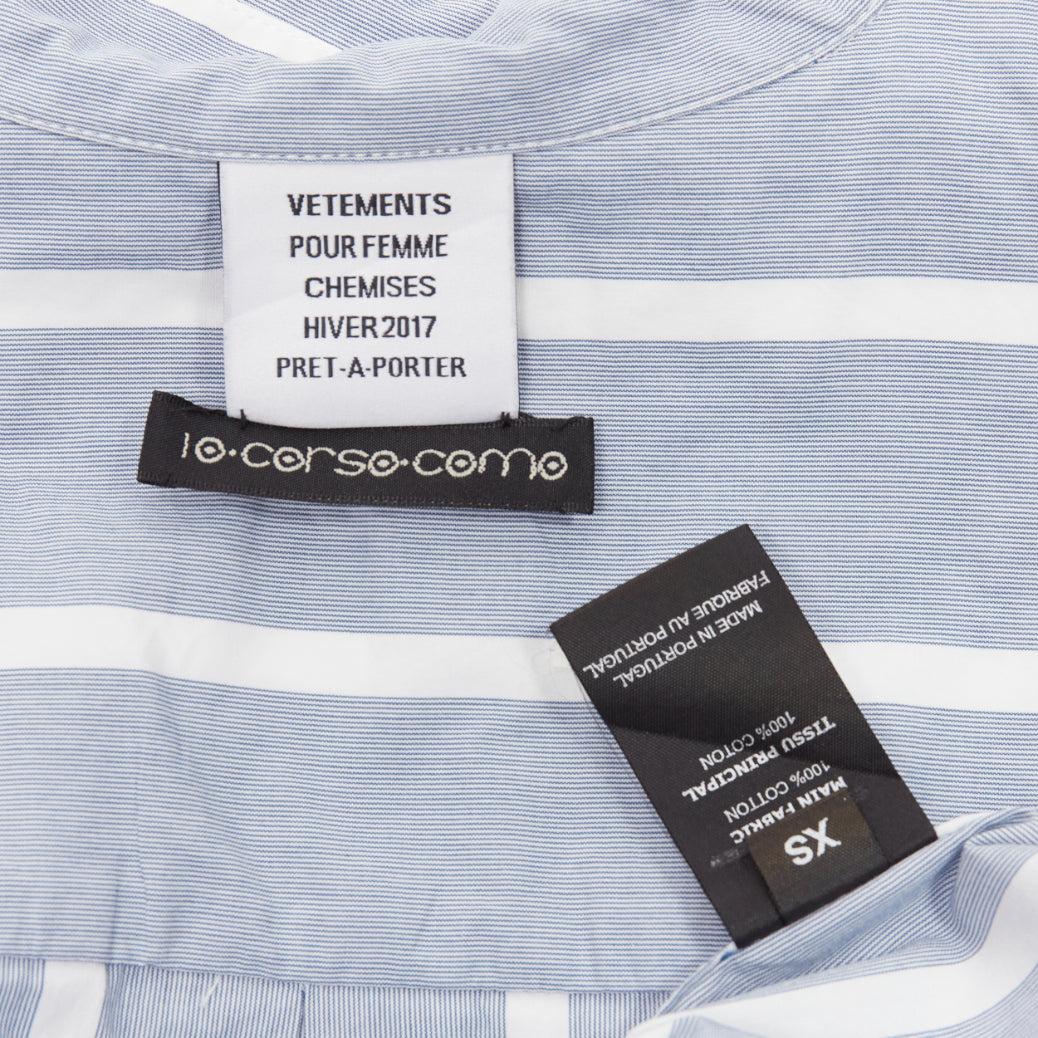 VETEMENTS
POUR FEMME
CHEMISES
HIVER 2017
PRET-A-PORTER
10·corso·como
XS
MAIN FABRIC
100% COTTON
TISSU PRINCIPAL
100% COTON
MADE IN PORTUGAL
FABRIQUE AU PORTUGAL